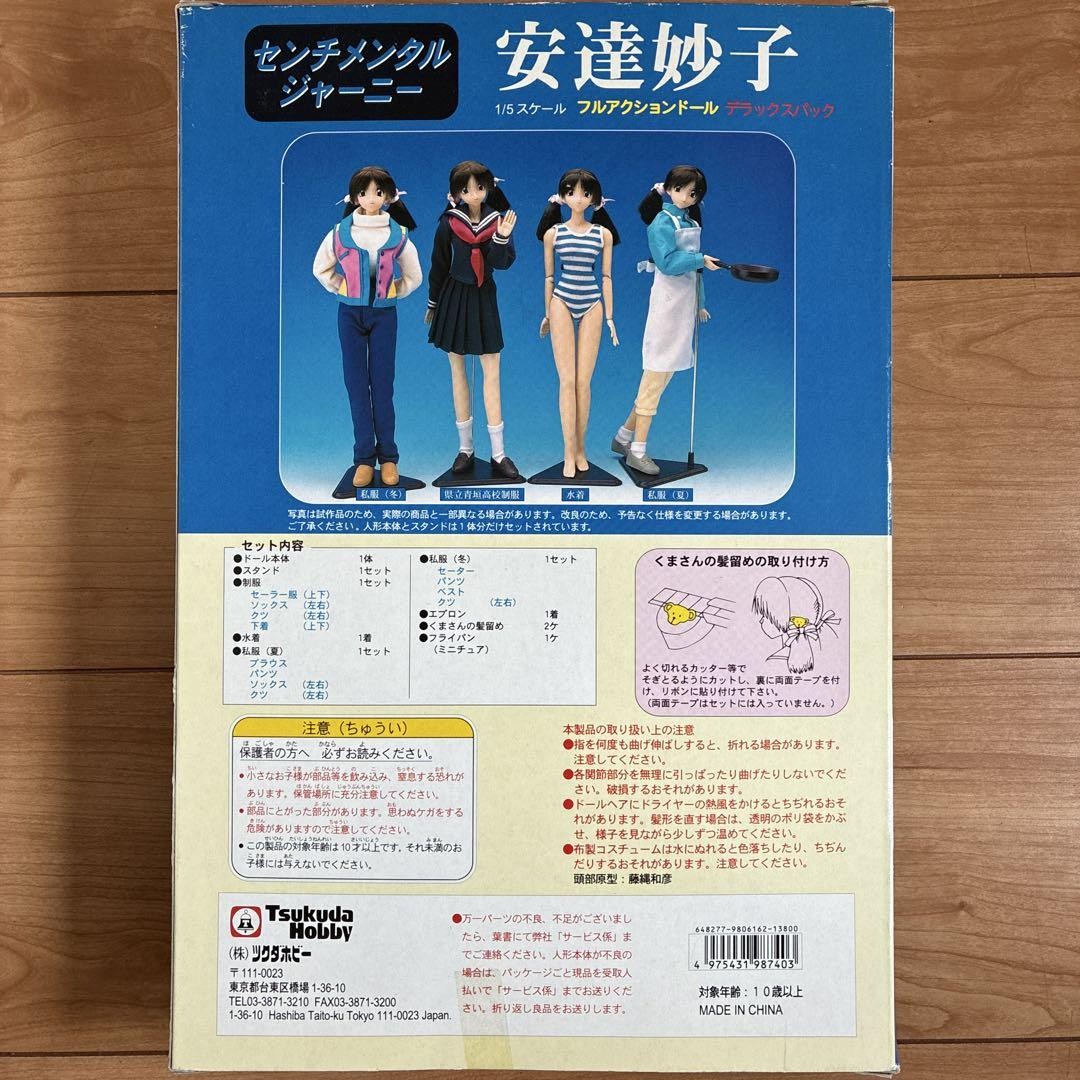 センチメンタル
ジャーニー
安達妙子
1/5スケール フルアクションドール デラックスパック
私服(冬)
県立青垣高校制服
水着
私服(夏)
写真は試作品のため、実際の商品と一部異なる場合があります。改良のため、予告なく仕様を変更する場合があります。
ご了承ください。人形本体とスタンドは1体分だけセットされています。
セット内容
●ドール本体 1体
●スタンド 1セット
●制服 1セット
セーラー服(上下)
ソックス (左右)
クツ (左右)
下着 (上下)
●水着 1着
●私服(夏) 1セット
ブラウス
パンツ
ソックス (左右)
クツ (左右)
●私服(冬) 1セット
セーター
パンツ
ベスト
クツ (左右)
●エプロン 1着
●くまさんの髪留め 2ケ
●フライパン 1ケ
(ミニチュア)
くまさんの髪留めの取り付け方
よく切れるカッター等で
そぎとるようにカットし、裏に両面テープを付
け、リボンに貼り付けて下さい。
(両面テープはセットには入っていません。)
注意(ちゅうい)
保護者の方へ 必ずお読みください。
●小さなお子様が部品等を飲み込み、窒息する恐れが
あります。保管場所に充分注意してください。
●部品にとがった部分があります。思わぬケガをする
危険がありますので注意してください。
●この製品の対象年齢は10才以上です。それ未満のお
子様には与えないでください。
本製品の取り扱い上の注意
●指を何度も曲げ伸ばしすると、折れる場合があります。
注意してください。
●各関節部分を無理に引っぱったり曲げたりしないでくだ
さい。破損するおそれがあります。
●ドールヘアにドライヤーの熱風をかけるとちぢれるおそ
れがあります。髪形を直す場合は、透明のポリ袋をかぶ
せ、様子を見ながら少しずつ温めてください。
●布製コスチュームは水にぬれると色落ちしたり、ちぢん
だりするおそれがあります。注意してください。
頭部原型:藤縄和彦
Tsukuda
Hobby
(株)ツクダホビー
〒111-0023
東京都台東区橋場1-36-10
TEL03-3871-3210 FAX03-3871-3200
1-36-10 Hashiba Taito-ku Tokyo 111-0023 Japan.
●万一パーツの不良、不足がございまし
たら、葉書にて弊社「サービス係」ま
でご連絡ください。人形本体が不良の
場合は、パッケージごと現品を受取人
払いで「サービス係」までお送りくだ
さい。折り返し良品をお送りします。
648277-9806162-13800
4 975431 987403
対象年齢:10歳以上
MADE IN CHINA